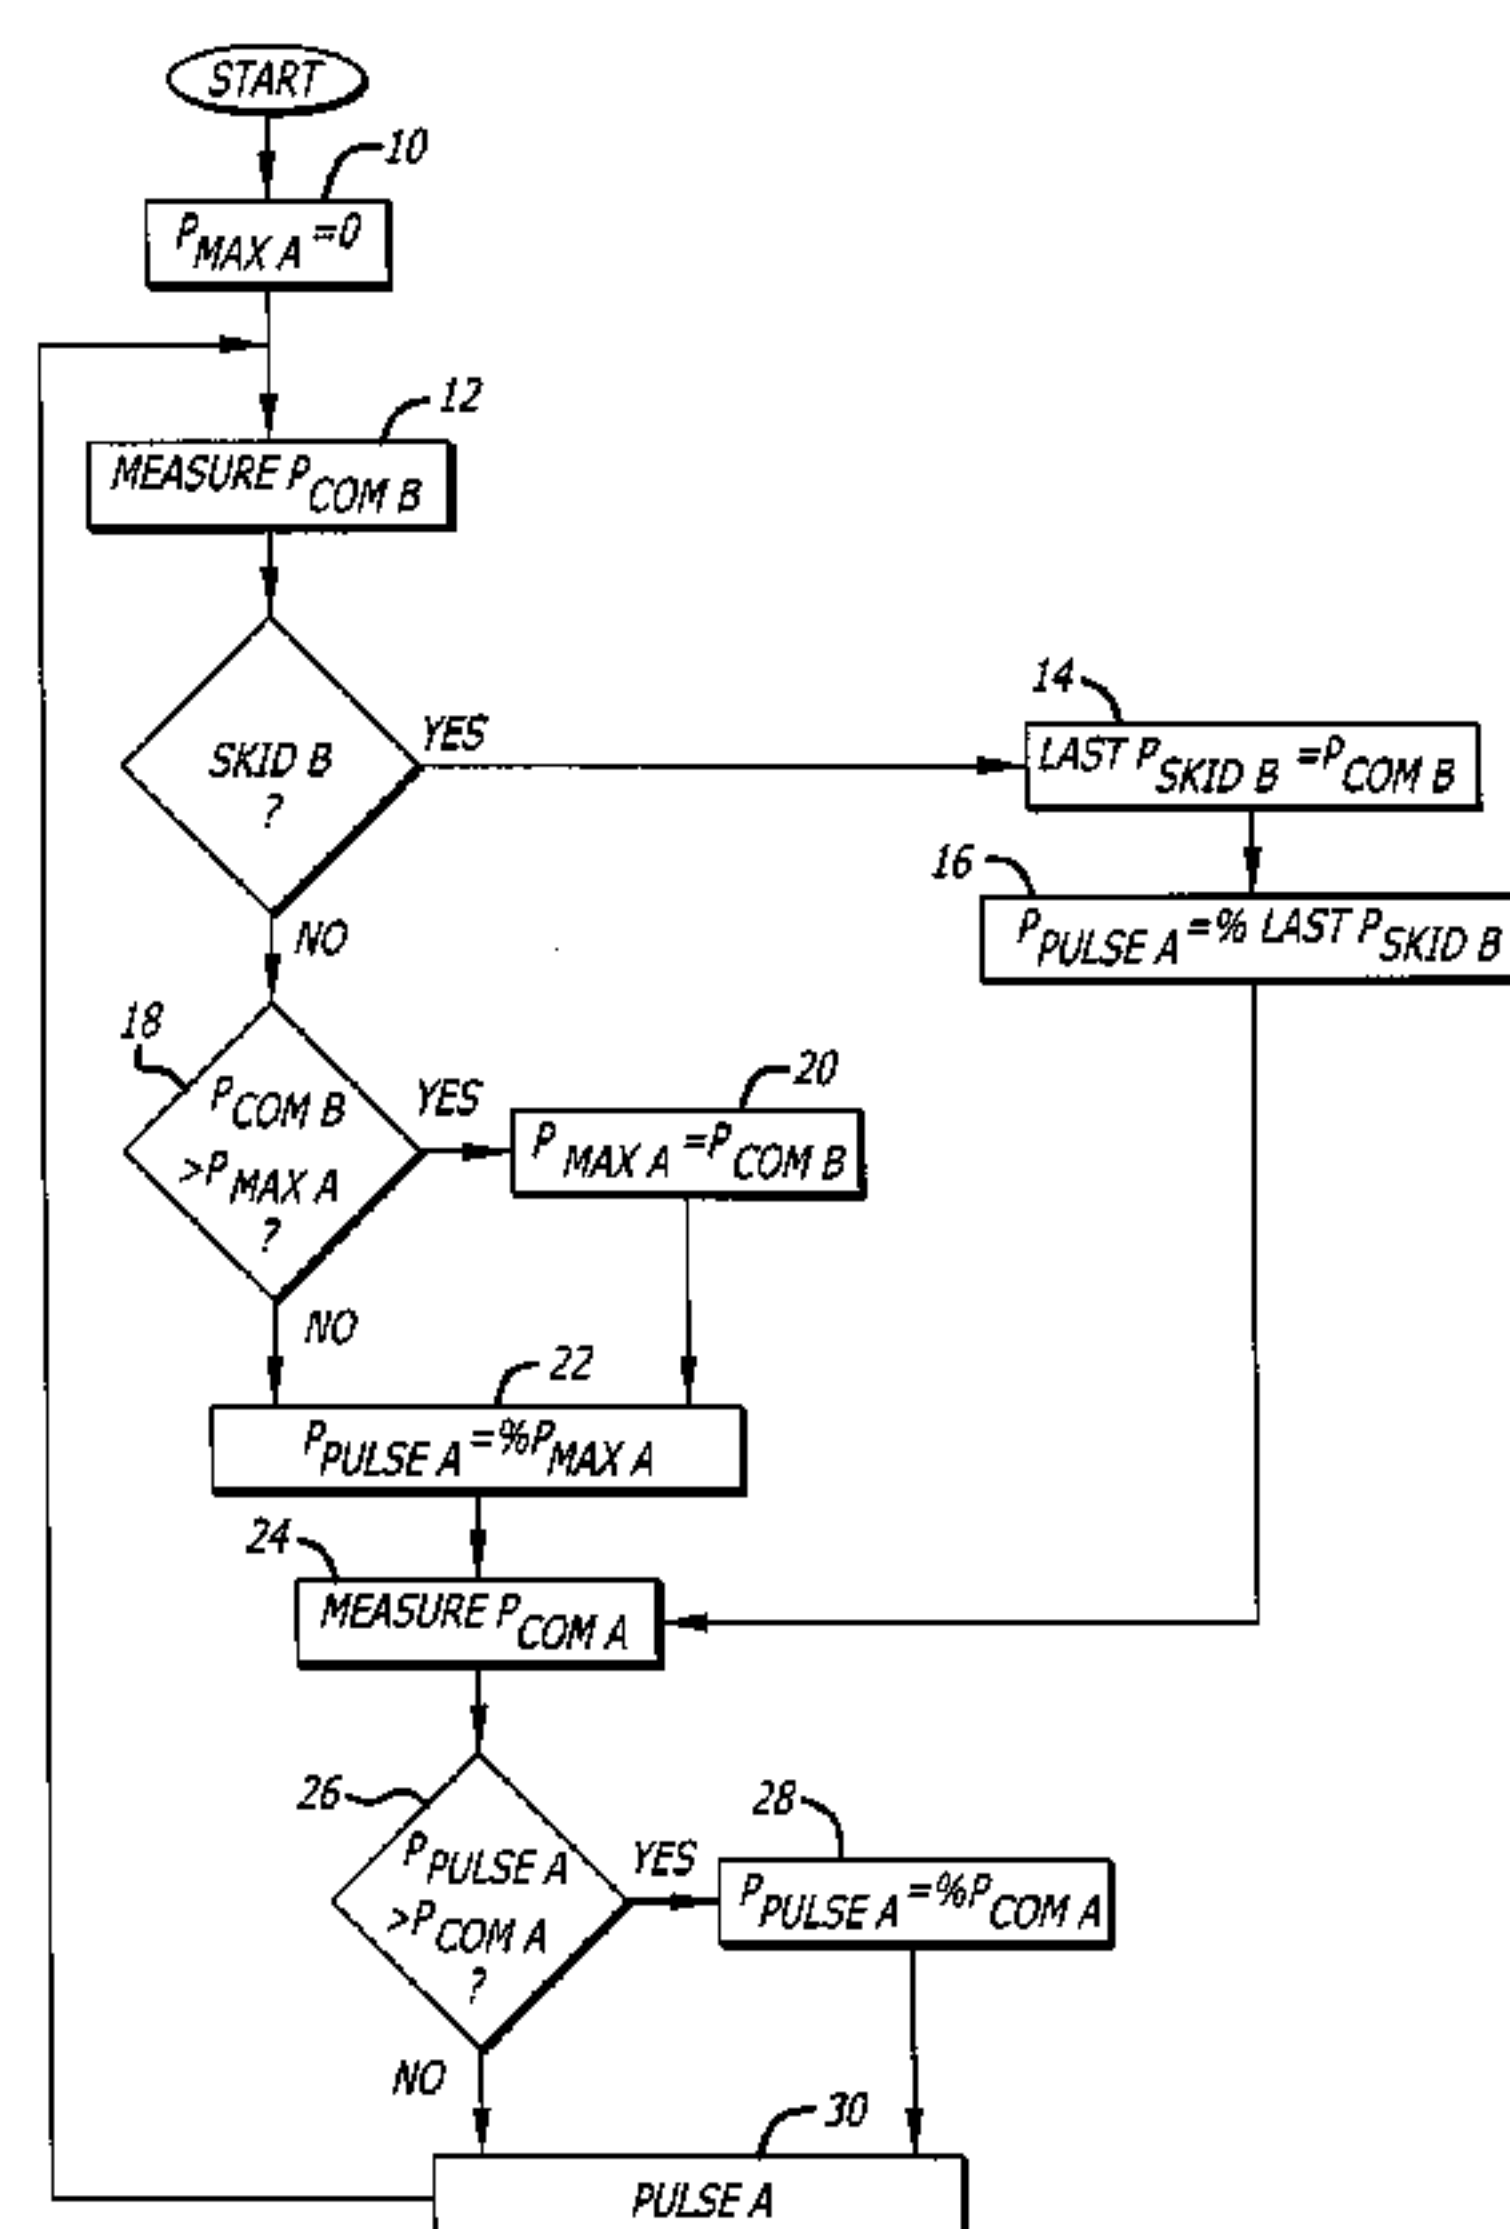 START
10
P MAX A =0
12
MEASURE P COM B
SKID B
?
YES
NO
14
LAST P SKID B =P COM B
16
P PULSE A =% LAST P SKID B
18
P COM B
>P MAX A
?
YES
NO
20
P MAX A =P COM B
22
P PULSE A =%P MAX A
24
MEASURE P COM A
26
P PULSE A
>P COM A
?
YES
NO
28
P PULSE A =%P COM A
30
PULSE A